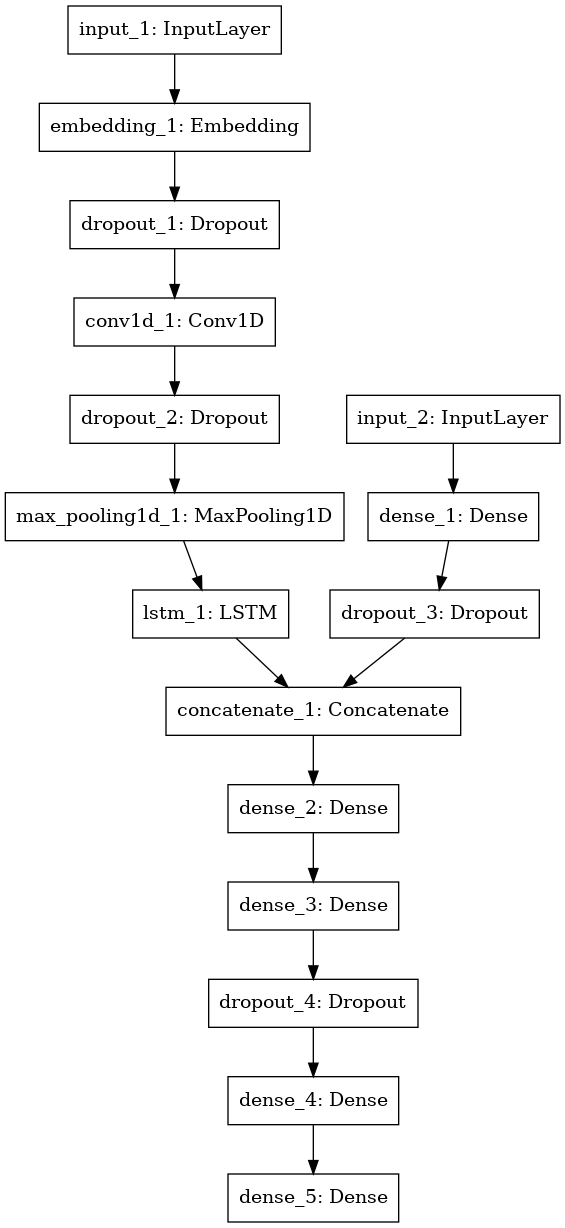 input_1: InputLayer
embedding_1: Embedding
dropout_1: Dropout
conv1d_1: Conv1D
dropout_2: Dropout
input_2: InputLayer
max_pooling1d_1: MaxPooling1D
dense_1: Dense
lstm_1: LSTM
dropout_3: Dropout
concatenate_1: Concatenate
dense_2: Dense
dense_3: Dense
dropout_4: Dropout
dense_4: Dense
dense_5: Dense